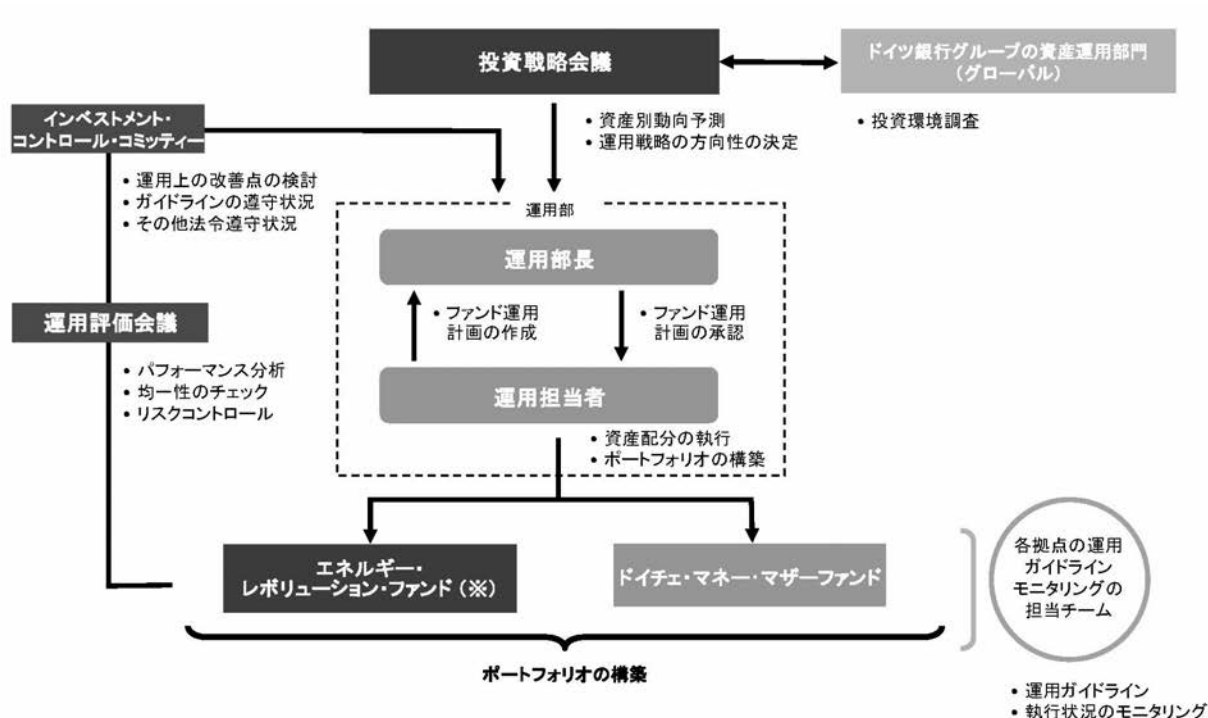 投資戦略会議
ドイツ銀行グループの資産運用部門
(グローバル)
• 投資環境調査
• 資産別動向予測
• 運用戦略の方向性の決定
インベストメント・
コントロール・コミッティー
• 運用上の改善点の検討
• ガイドラインの遵守状況
• その他法令遵守状況
運用部
運用部長
• ファンド運用
計画の作成
• ファンド運用
計画の承認
運用担当者
• 資産配分の執行
• ポートフォリオの構築
運用評価会議
• パフォーマンス分析
• 均一性のチェック
• リスクコントロール
エネルギー・
レボリューション・ファンド(※)
ドイチェ・マネー・マザーファンド
各拠点の運用
ガイドライン
モニタリングの
担当チーム
ポートフォリオの構築
• 運用ガイドライン
• 執行状況のモニタリング